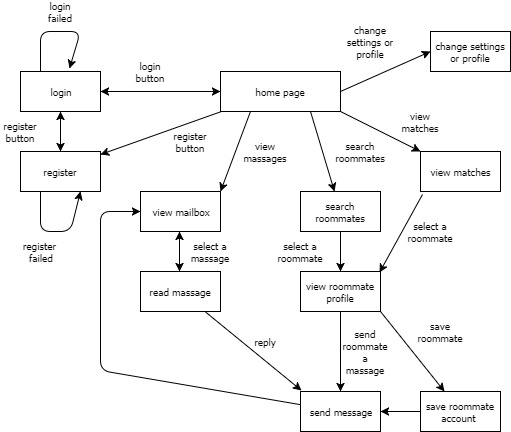 login
failed
change
settings or
profile
change settings
or profile
login
button
login
home page
view
matches
register
button
register
button
view
massages
search
roommates
register
view matches
view mailbox
search
roommates
select a
roommate
register
failed
select a
massage
select a
roommate
read massage
view roommate
profile
reply
send
roommate
a
massage
save
roommate
send message
save roommate
account